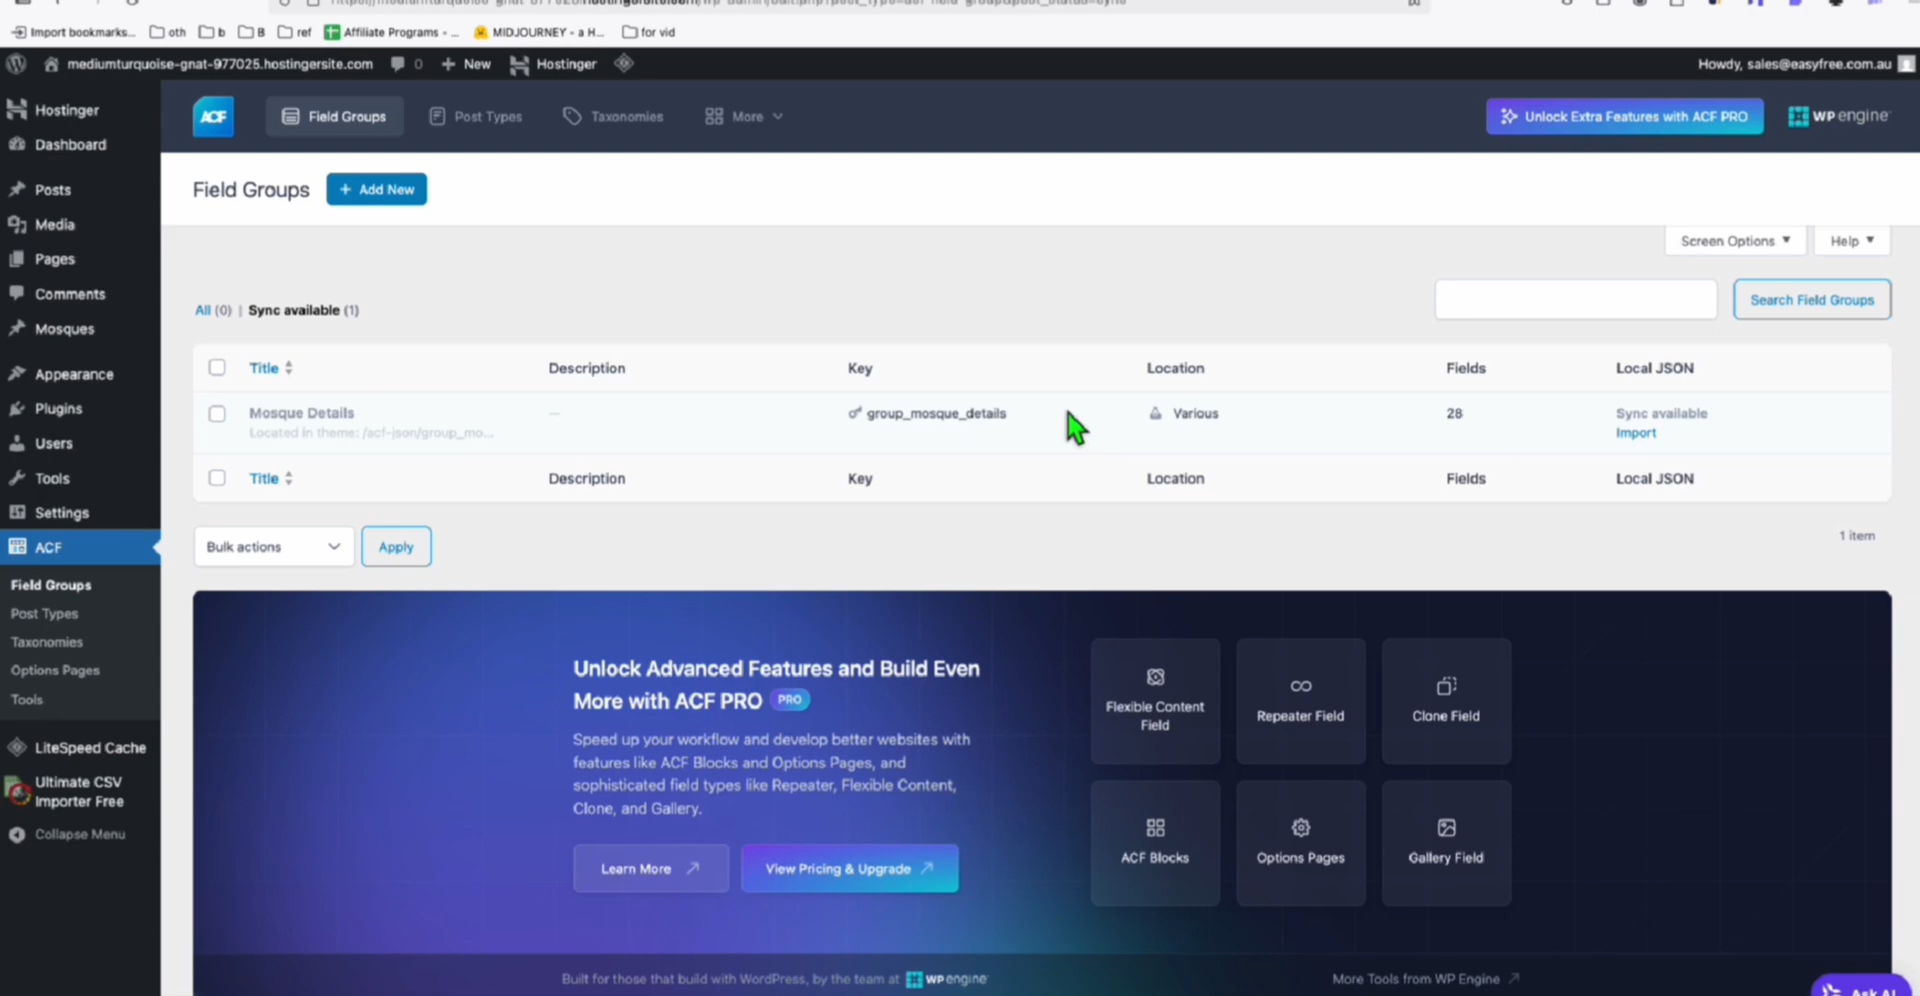 Import bookmarks...
oth
b
B
ref
Affiliate Programs - ...
MIDJOURNEY - a H...
for vid
mediumturquoise-gnat-977025.hostingersite.com
0
New
Hostinger
Howdy, sales@easyfree.com.au
Hostinger
Dashboard
Posts
Media
Pages
Comments
Mosques
Appearance
Plugins
Users
Tools
Settings
ACF
Field Groups
Post Types
Taxonomies
Options Pages
Tools
LiteSpeed Cache
Ultimate CSV
Importer Free
Collapse Menu
ACF
Field Groups
Post Types
Taxonomies
More
Unlock Extra Features with ACF PRO
WP engine
Field Groups
+ Add New
Screen Options
Help
All (0) | Sync available (1)
Search Field Groups
Title Description Key Location Fields Local JSON
Mosque Details — group_mosque_details Various 28 Sync available
Located in theme: /acf-json/group_mo... Import
Title Description Key Location Fields Local JSON
Bulk actions
Apply
1 item
Unlock Advanced Features and Build Even
More with ACF PRO PRO
Speed up your workflow and develop better websites with
features like ACF Blocks and Options Pages, and
sophisticated field types like Repeater, Flexible Content,
Clone, and Gallery.
Learn More
View Pricing & Upgrade
Flexible Content
Field
Repeater Field
Clone Field
ACF Blocks
Options Pages
Gallery Field
Built for those that build with WordPress, by the team at WP engine
More Tools from WP Engine
Ask AI